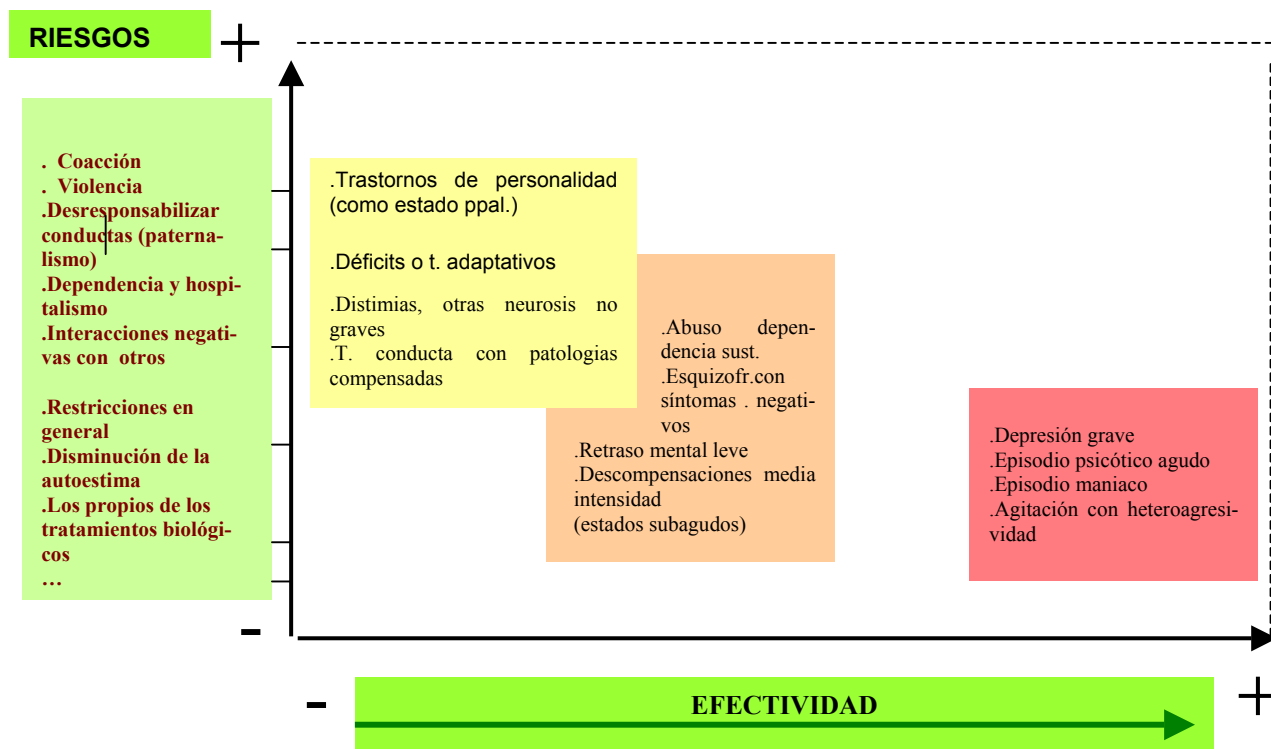 RIESGOS
+
. Coacción
. Violencia
.Desresponsabilizar
conductas (paterna-
lismo)
.Dependencia y hospi-
talismo
.Interacciones negati-
vas con otros
.Restricciones en
general
.Disminución de la
autoestima
.Los propios de los
tratamientos biológi-
cos
…
-
.Trastornos de personalidad
(como estado ppal.)
.Déficits o t. adaptativos
.Distimias, otras neurosis no
graves
.T. conducta con patologias
compensadas
.Abuso depen-
dencia sust.
.Esquizofr.con
síntomas . negati-
vos
.Retraso mental leve
.Descompensaciones media
intensidad
(estados subagudos)
.Depresión grave
.Episodio psicótico agudo
.Episodio maniaco
.Agitación con heteroagresi-
vidad
-
EFECTIVIDAD
+